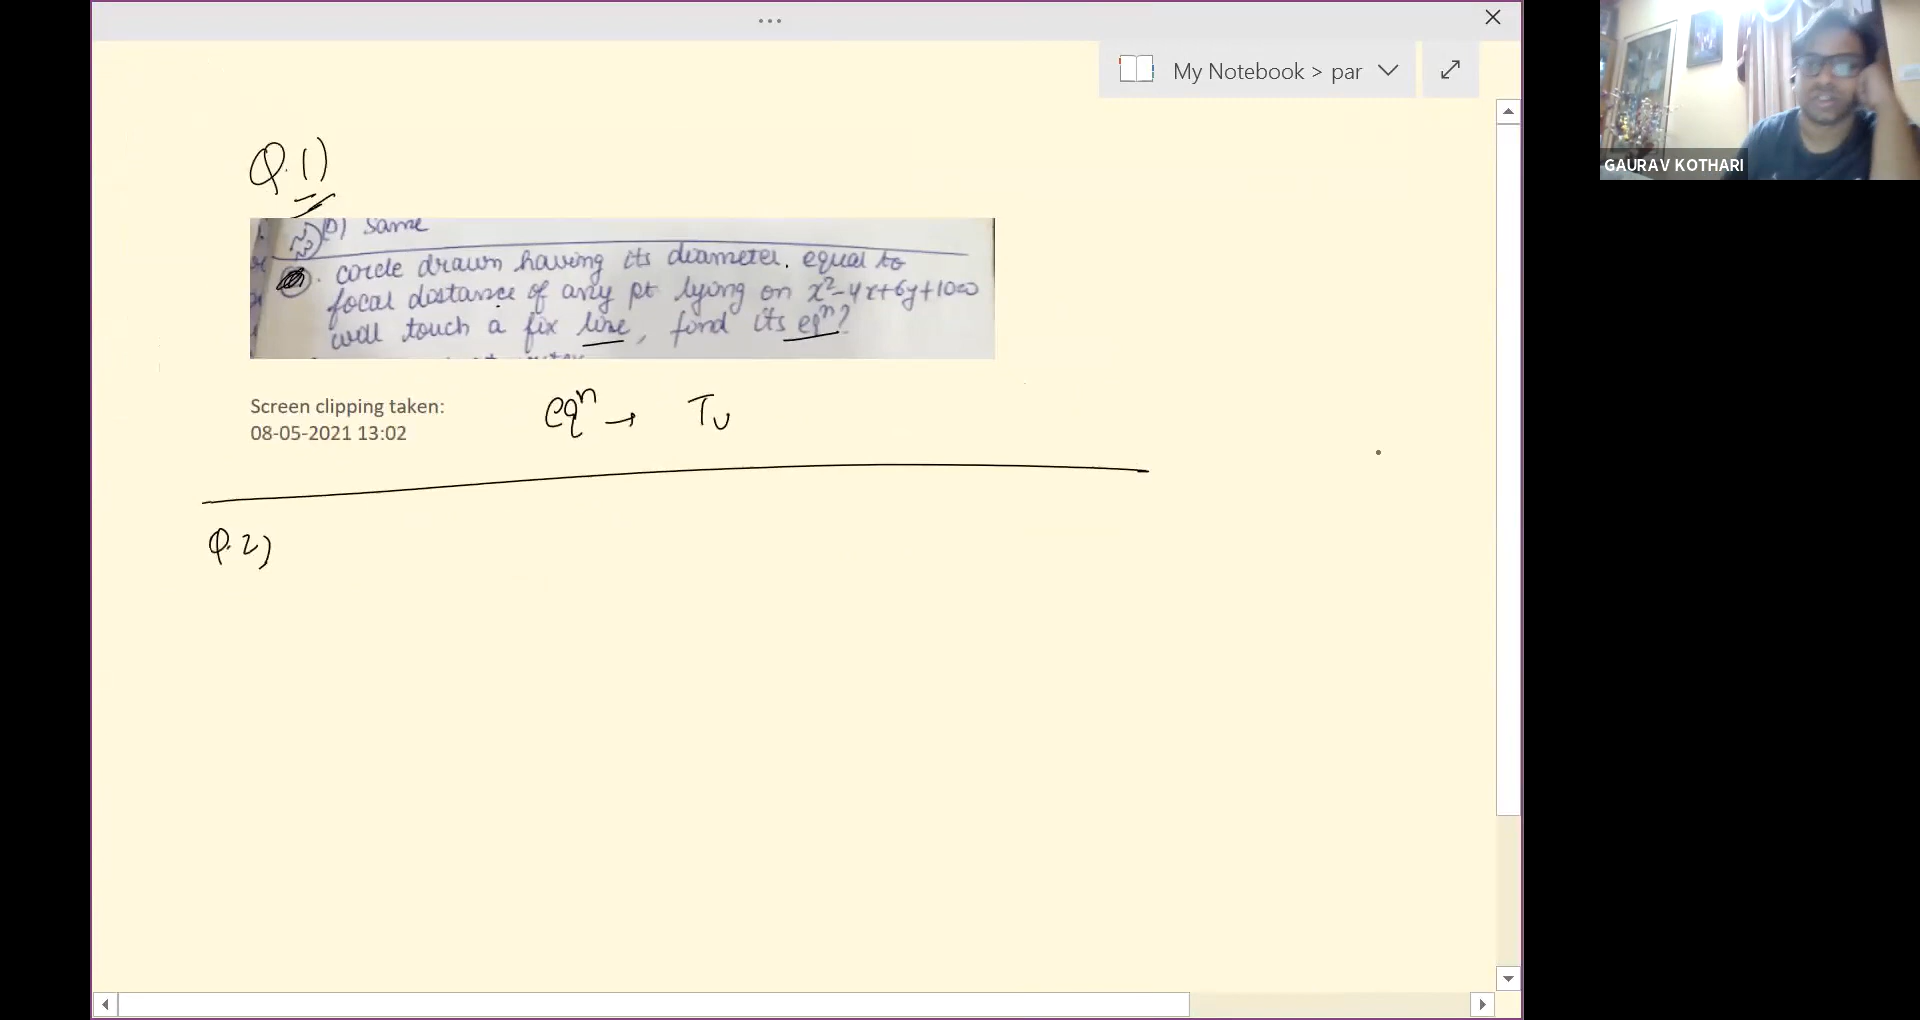 ...
My Notebook > par
GAURAV KOTHARI
Q.1)
(D) same
circle drawn having its diameter. equal to
focal distance of any pt lying on x²-4x+6y+10=0
will touch a fix line, find its eqⁿ?
Screen clipping taken:
08-05-2021 13:02
eqⁿ → Tᵥ
Q.2)